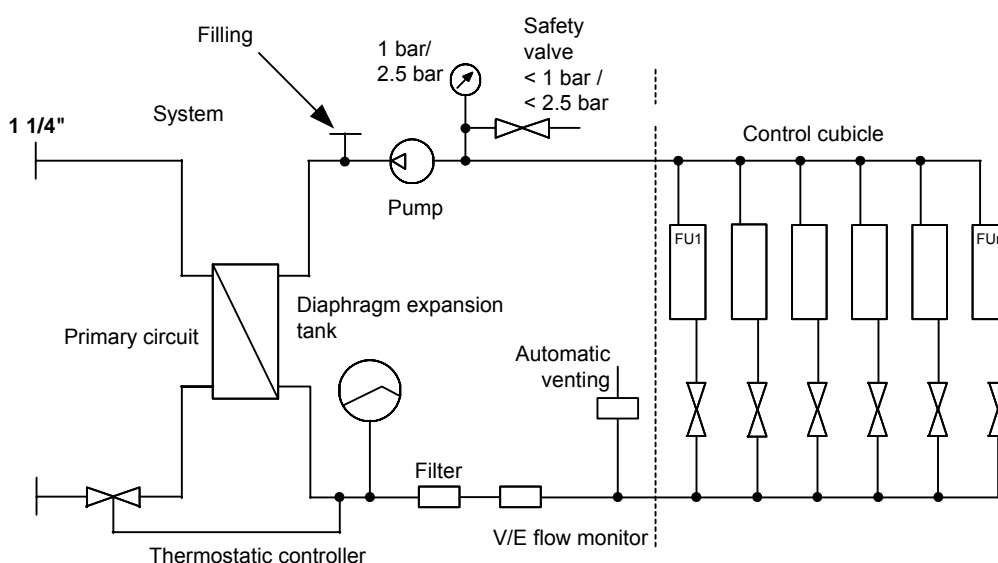 Filling
1 bar/
2.5 bar
Safety
valve
< 1 bar /
< 2.5 bar
System
1 1/4"
Control cubicle
Pump
FU1
Diaphragm expansion
tank
Primary circuit
Automatic
venting
Filter
V/E flow monitor
Thermostatic controller